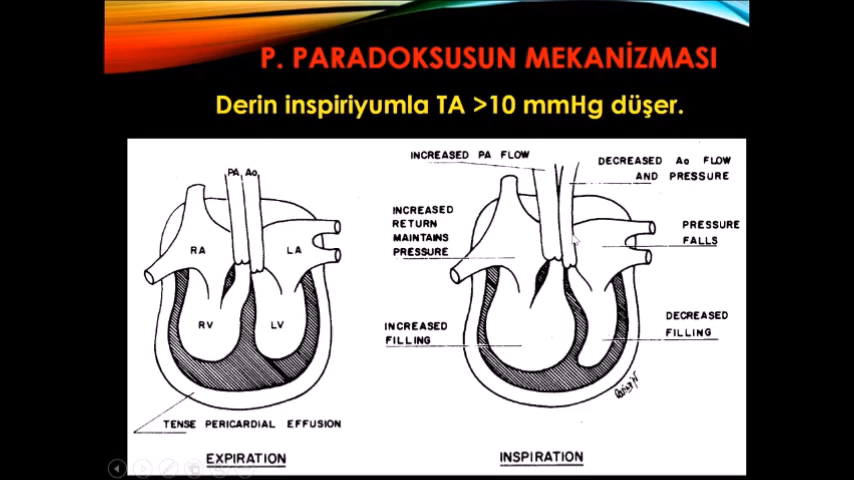 P. PARADOKSUSUN MEKANİZMASI
Derin inspiriyumla TA >10 mmHg düşer.
PA Ao
RA
LA
RV
LV
TENSE PERICARDIAL EFFUSION
EXPIRATION
INCREASED PA FLOW
DECREASED Ao FLOW
AND PRESSURE
INCREASED
RETURN
MAINTAINS
PRESSURE
PRESSURE
FALLS
INCREASED
FILLING
DECREASED
FILLING
INSPIRATION